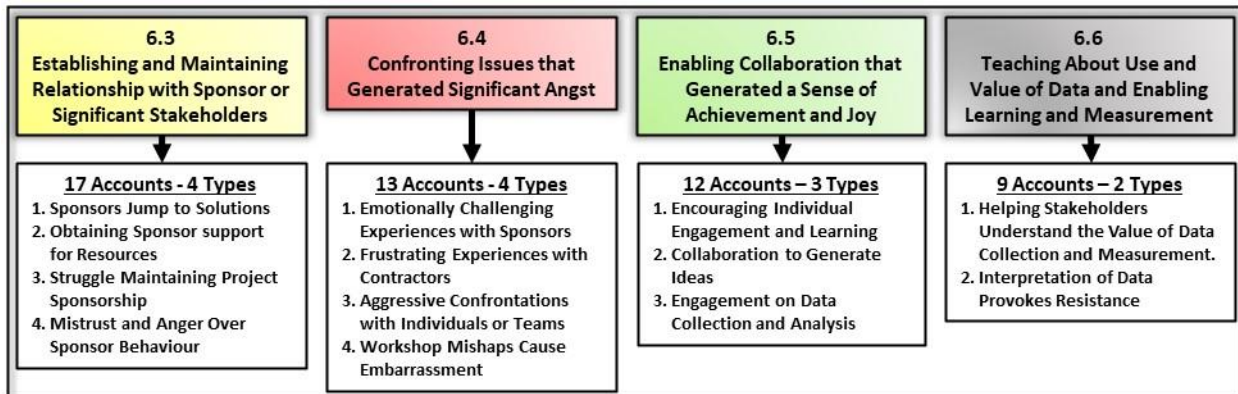 6.3
Establishing and Maintaining
Relationship with Sponsor or
Significant Stakeholders
17 Accounts - 4 Types
1. Sponsors Jump to Solutions
2. Obtaining Sponsor support
for Resources
3. Struggle Maintaining Project
Sponsorship
4. Mistrust and Anger Over
Sponsor Behaviour
6.4
Confronting Issues that
Generated Significant Angst
13 Accounts - 4 Types
1. Emotionally Challenging
Experiences with Sponsors
2. Frustrating Experiences with
Contractors
3. Aggressive Confrontations
with Individuals or Teams
4. Workshop Mishaps Cause
Embarrassment
6.5
Enabling Collaboration that
Generated a Sense of
Achievement and Joy
12 Accounts – 3 Types
1. Encouraging Individual
Engagement and Learning
2. Collaboration to Generate
Ideas
3. Engagement on Data
Collection and Analysis
6.6
Teaching About Use and
Value of Data and Enabling
Learning and Measurement
9 Accounts – 2 Types
1. Helping Stakeholders
Understand the Value of Data
Collection and Measurement.
2. Interpretation of Data
Provokes Resistance